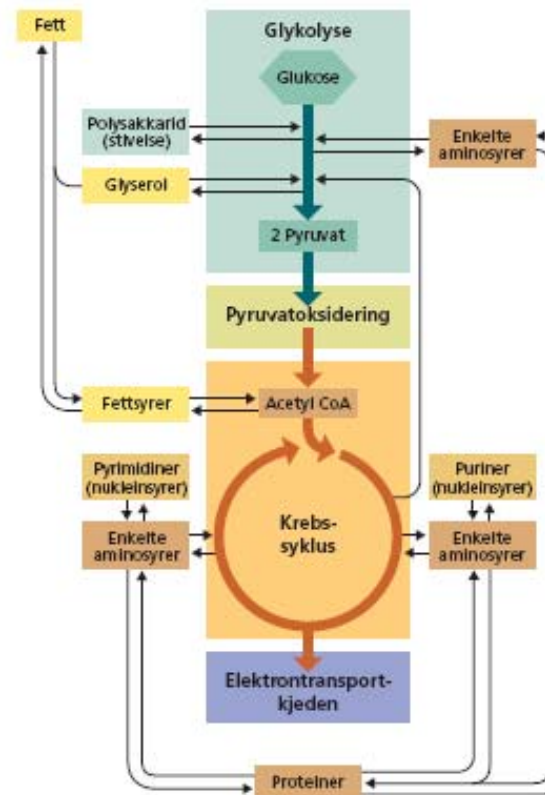 Fett
Glykolyse
Glukose
Polysakkarid
(stivelse)
Enkelte
aminosyrer
Glyserol
2 Pyruvat
Pyruvatoksidering
Fettsyrer
Acetyl CoA
Pyrimidiner
(nukleinsyrer)
Puriner
(nukleinsyrer)
Enkelte
aminosyrer
Krebs-
syklus
Enkelte
aminosyrer
Elektrontransport-
kjeden
Proteiner